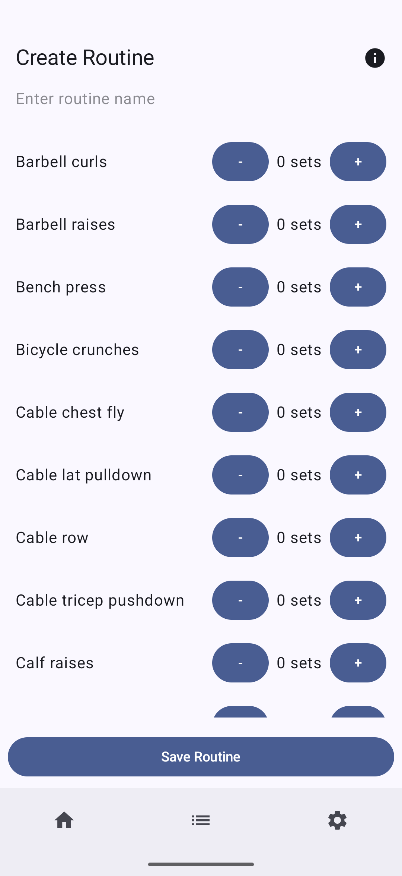 Create Routine
Enter routine name
Barbell curls - 0 sets +
Barbell raises - 0 sets +
Bench press - 0 sets +
Bicycle crunches - 0 sets +
Cable chest fly - 0 sets +
Cable lat pulldown - 0 sets +
Cable row - 0 sets +
Cable tricep pushdown - 0 sets +
Calf raises - 0 sets +
Save Routine